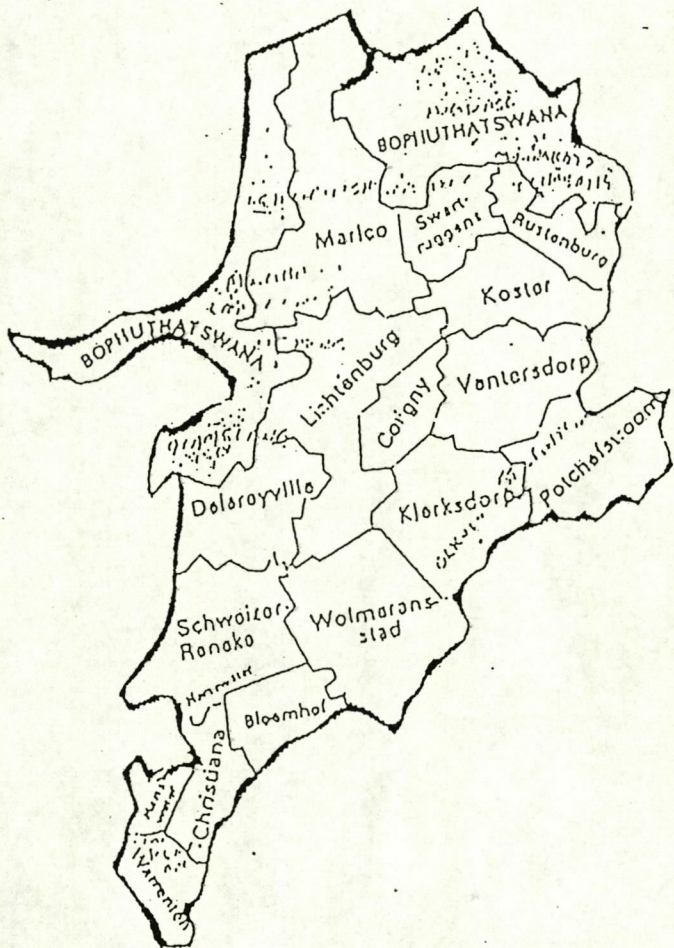 BOPHUTHATSWANA
Marico
Swart-
ruggens
Rustenburg
Koster
BOPHUTHATSWANA
Lichtenburg
Coligny
Ventersdorp
Potchefstroom
Delareyville
Klerksdorp
Schweizer-
Reneke
Wolmarans-
stad
Bloemhof
Christiana
Warrenton